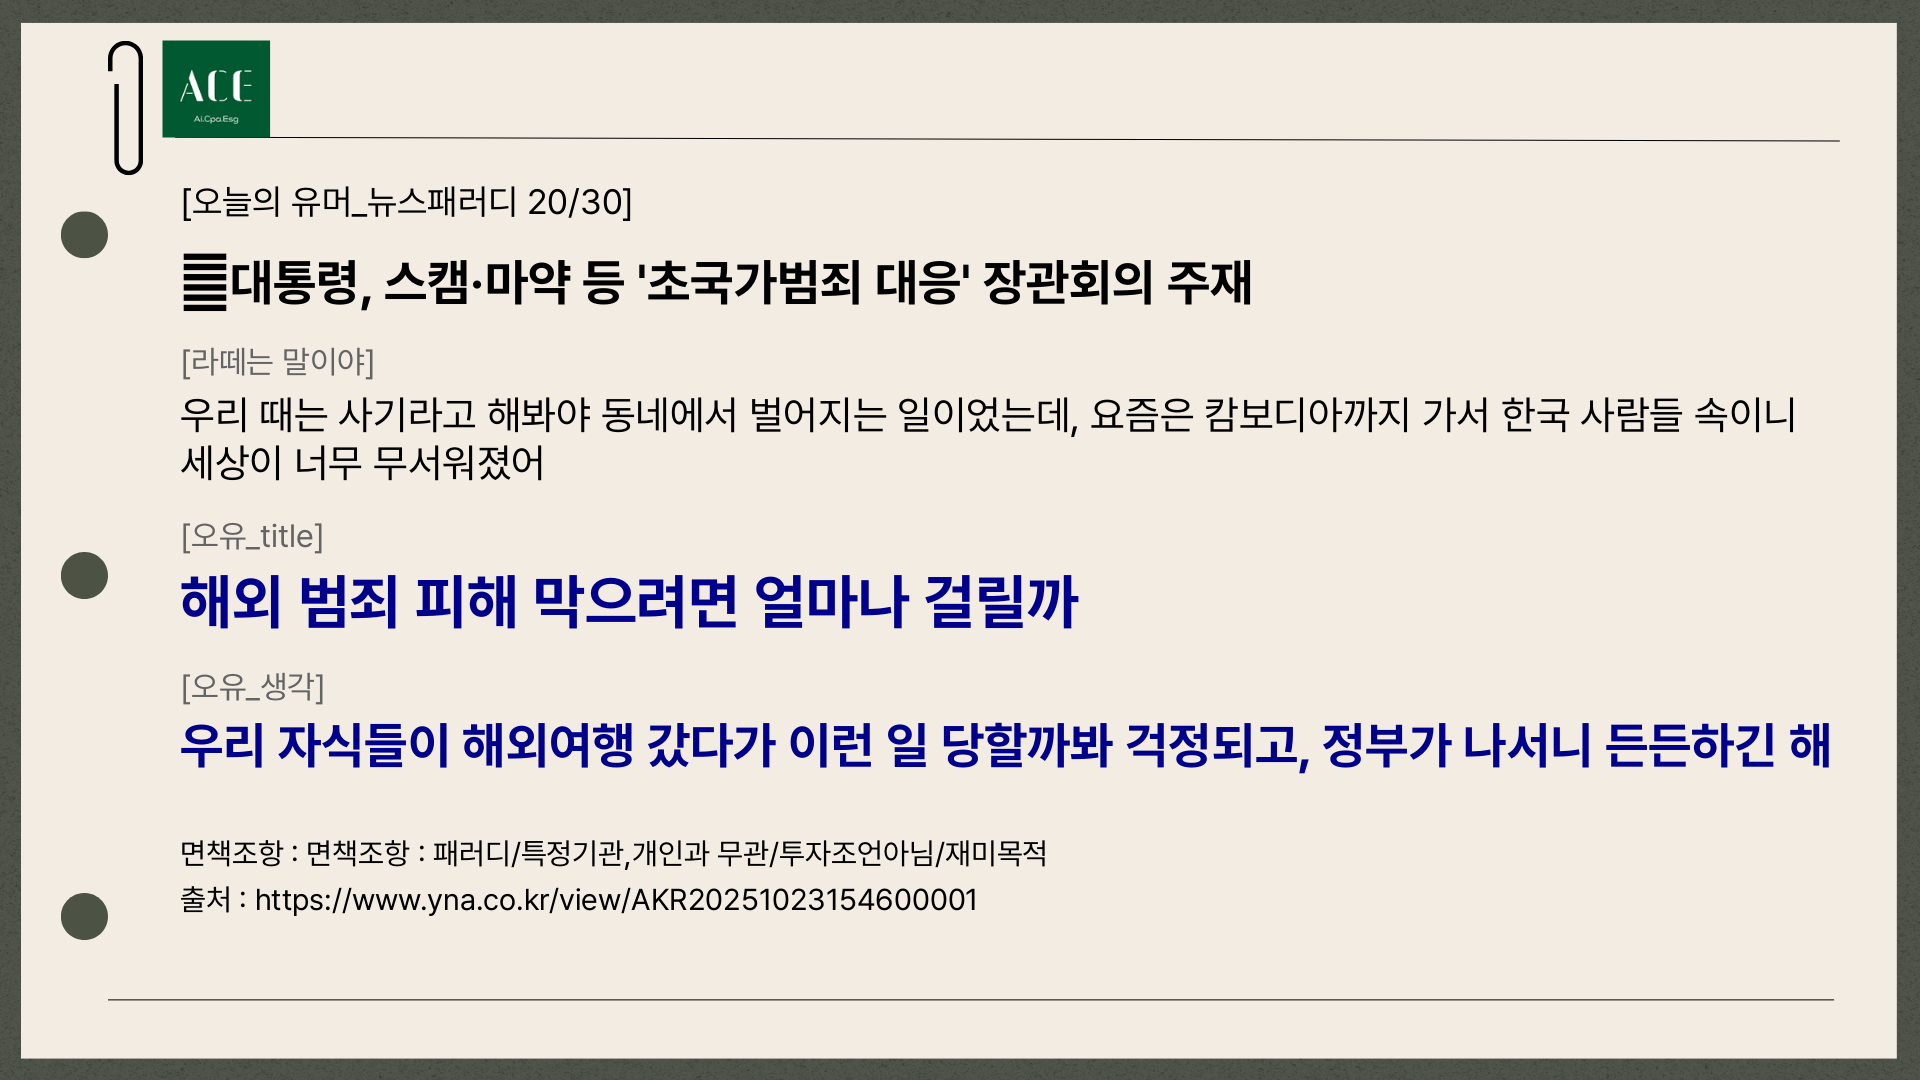 ACE
Ai.Cpa.Esg
[오늘의 유머_뉴스패러디 20/30]
대통령, 스캠·마약 등 '초국가범죄 대응' 장관회의 주재
[라떼는 말이야]
우리 때는 사기라고 해봐야 동네에서 벌어지는 일이었는데, 요즘은 캄보디아까지 가서 한국 사람들 속이니
세상이 너무 무서워졌어
[오유_title]
해외 범죄 피해 막으려면 얼마나 걸릴까
[오유_생각]
우리 자식들이 해외여행 갔다가 이런 일 당할까봐 걱정되고, 정부가 나서니 든든하긴 해
면책조항 : 면책조항 : 패러디/특정기관,개인과 무관/투자조언아님/재미목적
출처 : https://www.yna.co.kr/view/AKR20251023154600001